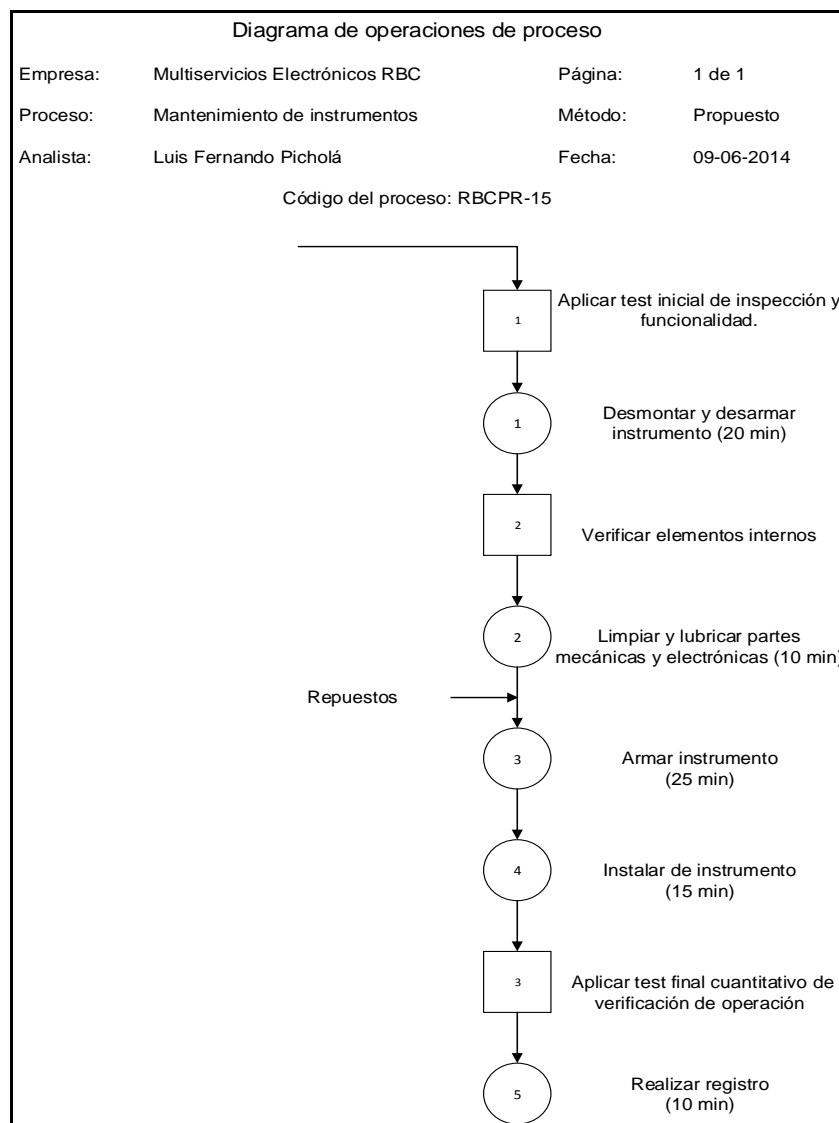 Diagrama de operaciones de proceso
Empresa: Multiservicios Electrónicos RBC Página: 1 de 1
Proceso: Mantenimiento de instrumentos Método: Propuesto
Analista: Luis Fernando Picholá Fecha: 09-06-2014
Código del proceso: RBCPR-15
1
Aplicar test inicial de inspección y
funcionalidad.
1
Desmontar y desarmar
instrumento (20 min)
2
Verificar elementos internos
2
Limpiar y lubricar partes
mecánicas y electrónicas (10 min)
Repuestos
3
Armar instrumento
(25 min)
4
Instalar de instrumento
(15 min)
3
Aplicar test final cuantitativo de
verificación de operación
5
Realizar registro
(10 min)